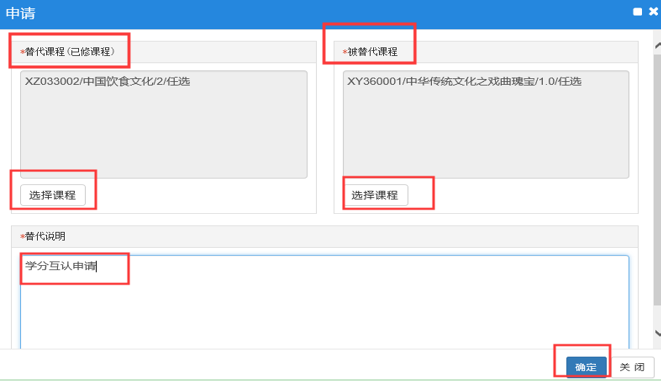 申请
*替代课程(已修课程)
*被替代课程
XZ033002/中国饮食文化/2/任选
XY360001/中华传统文化之戏曲瑰宝/1.0/任选
选择课程
选择课程
*替代说明
学分互认申请
确定
关 闭